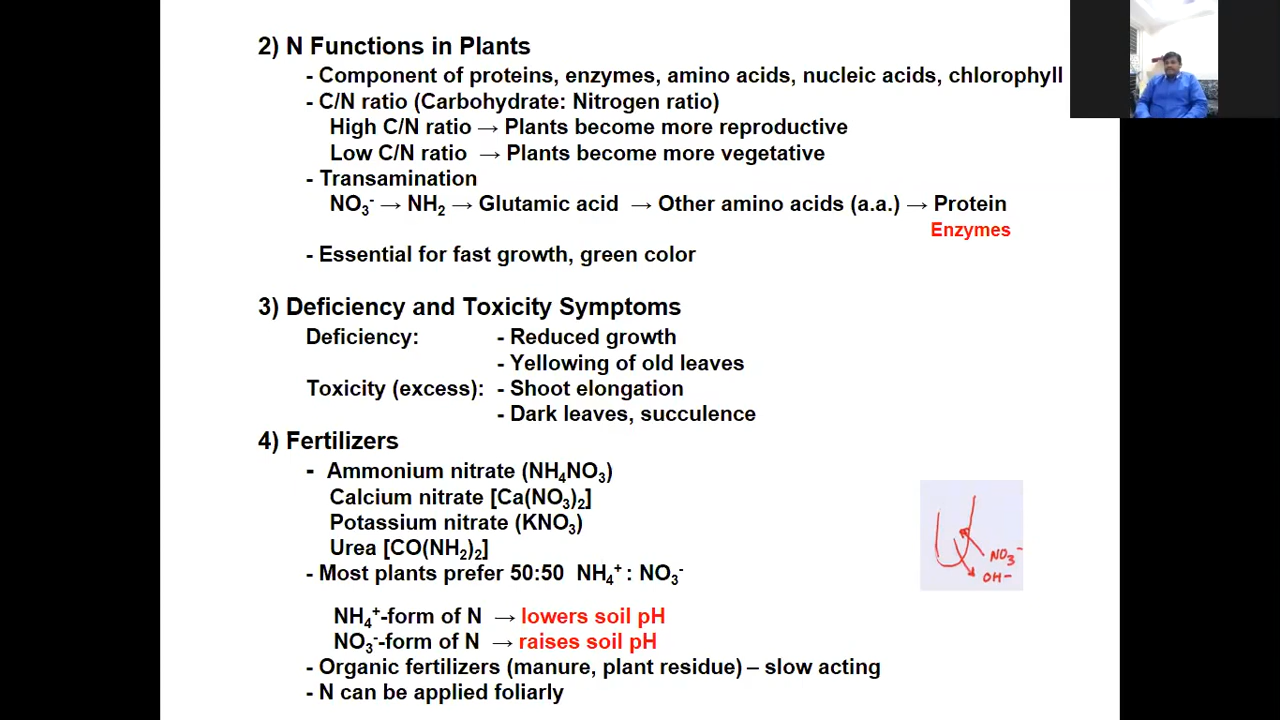 2) N Functions in Plants
- Component of proteins, enzymes, amino acids, nucleic acids, chlorophyll
- C/N ratio (Carbohydrate: Nitrogen ratio)
High C/N ratio → Plants become more reproductive
Low C/N ratio → Plants become more vegetative
- Transamination
NO₃⁻ → NH₂ → Glutamic acid → Other amino acids (a.a.) → Protein
Enzymes
- Essential for fast growth, green color
3) Deficiency and Toxicity Symptoms
Deficiency: - Reduced growth
- Yellowing of old leaves
Toxicity (excess): - Shoot elongation
- Dark leaves, succulence
4) Fertilizers
- Ammonium nitrate (NH₄NO₃)
Calcium nitrate [Ca(NO₃)₂]
Potassium nitrate (KNO₃)
Urea [CO(NH₂)₂]
- Most plants prefer 50:50 NH₄⁺ : NO₃⁻
NO₃⁻
OH⁻
NH₄⁺-form of N → lowers soil pH
NO₃⁻-form of N → raises soil pH
- Organic fertilizers (manure, plant residue) – slow acting
- N can be applied foliarly